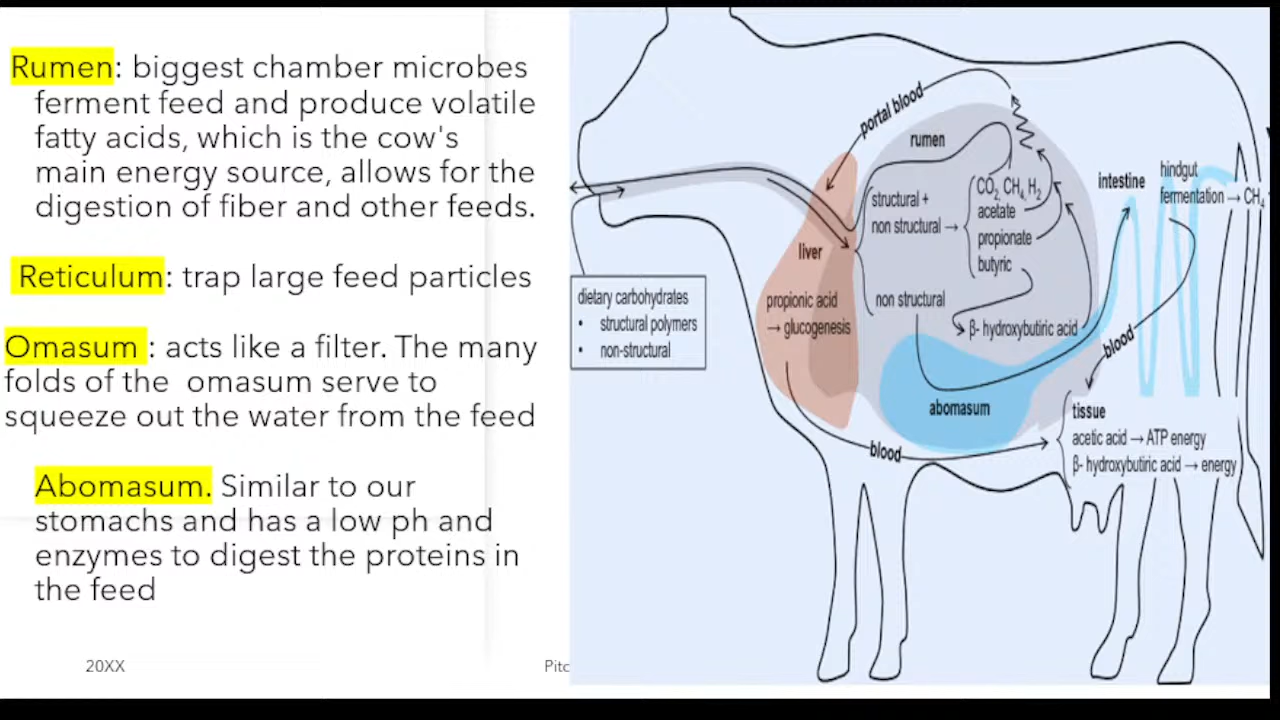 Rumen: biggest chamber microbes
ferment feed and produce volatile
fatty acids, which is the cow's
main energy source, allows for the
digestion of fiber and other feeds.
Reticulum: trap large feed particles
Omasum : acts like a filter. The many
folds of the omasum serve to
squeeze out the water from the feed
Abomasum. Similar to our
stomachs and has a low ph and
enzymes to digest the proteins in
the feed
20XX
Pitc
portal blood
rumen
structural +
non structural →
CO2, CH4, H2
acetate
propionate
butyric
non structural
β- hydroxybutiric acid
liver
propionic acid
→ glucogenesis
dietary carbohydrates
• structural polymers
• non-structural
abomasum
intestine
hindgut
fermentation → CH4
blood
blood
tissue
acetic acid → ATP energy
β- hydroxybutiric acid → energy